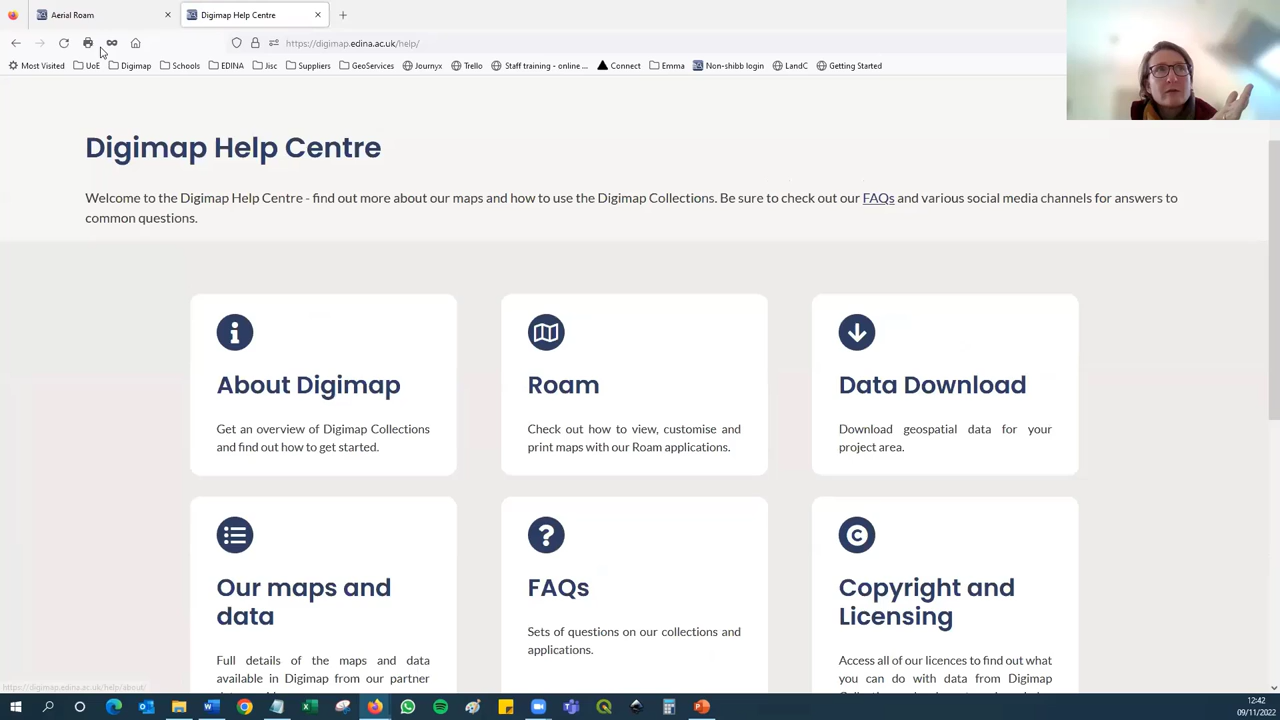 Aerial Roam
Digimap Help Centre
https://digimap.edina.ac.uk/help/
Most Visited UoE Digimap Schools EDINA Jisc Suppliers GeoServices Journyx Trello Staff training - online ... Connect Emma Non-shibb login LandC Getting Started
Digimap Help Centre
Welcome to the Digimap Help Centre - find out more about our maps and how to use the Digimap Collections. Be sure to check out our FAQs and various social media channels for answers to
common questions.
About Digimap
Get an overview of Digimap Collections
and find out how to get started.
Roam
Check out how to view, customise and
print maps with our Roam applications.
Data Download
Download geospatial data for your
project area.
Our maps and
data
Full details of the maps and data
available in Digimap from our partner
FAQs
Sets of questions on our collections and
applications.
Copyright and
Licensing
Access all of our licences to find out what
you can do with data from Digimap
https://digimap.edina.ac.uk/help/about/
12:42
09/11/2022